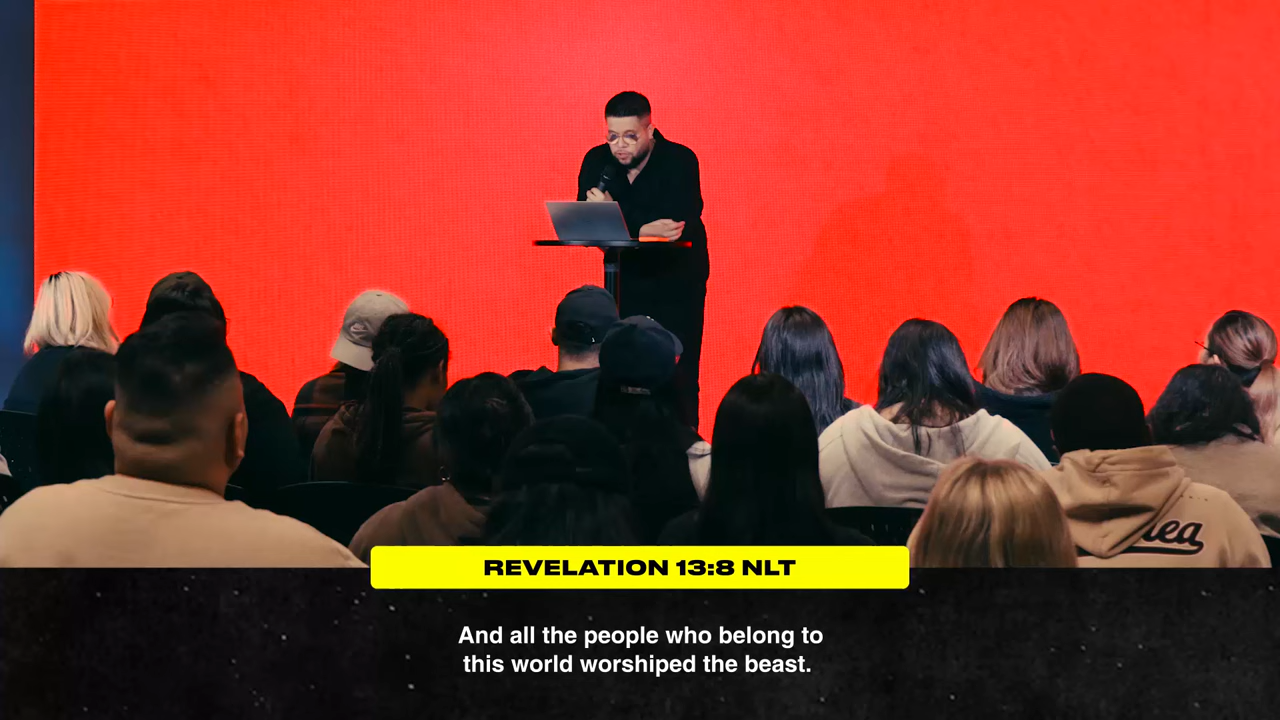 REVELATION 13:8 NLT
And all the people who belong to
this world worshiped the beast.